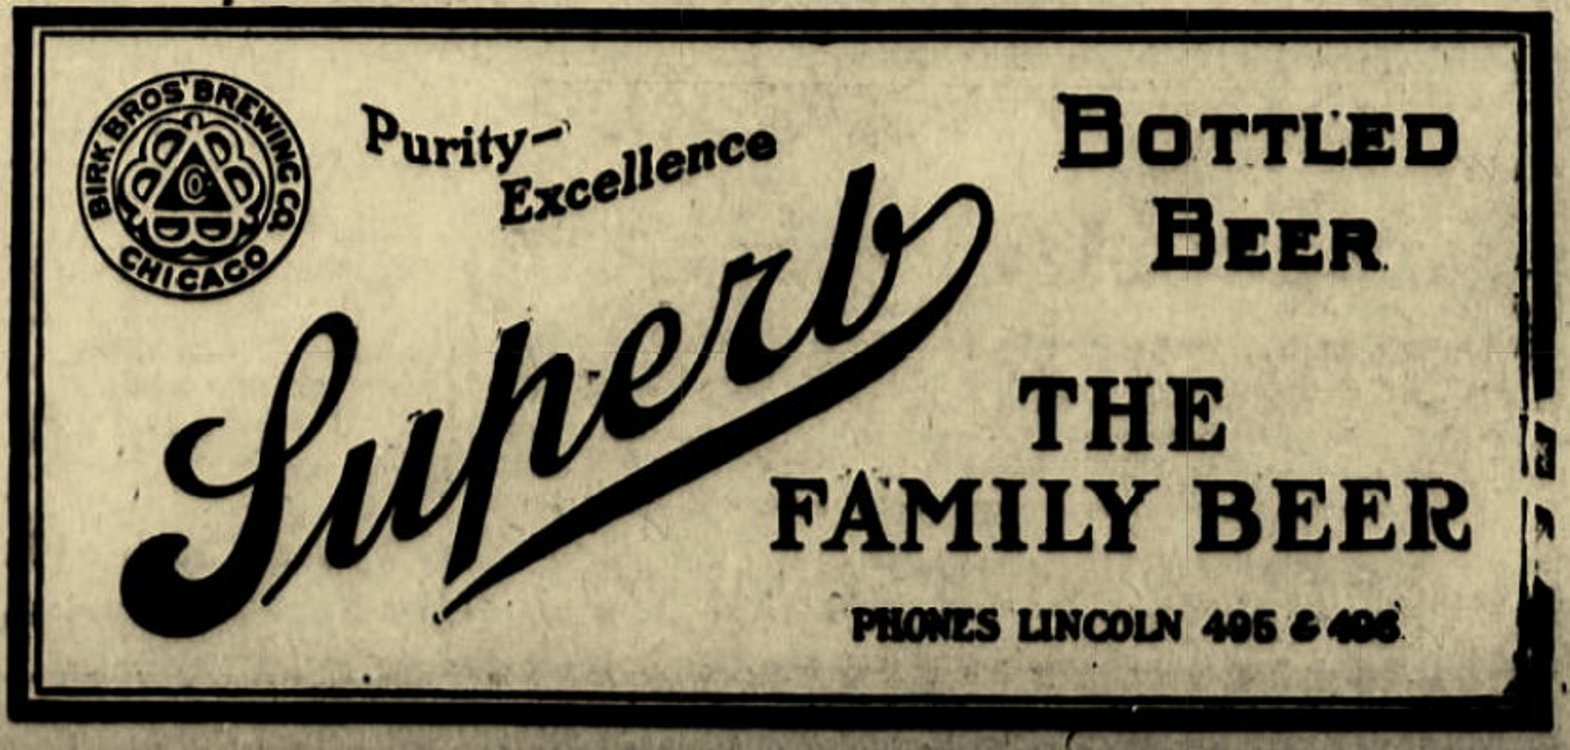 BIRK BROS' BREWING CO.
CHICAGO
Purity–
Excellence
Superb
BOTTLED
BEER
THE
FAMILY BEER
PHONES LINCOLN 495 & 496